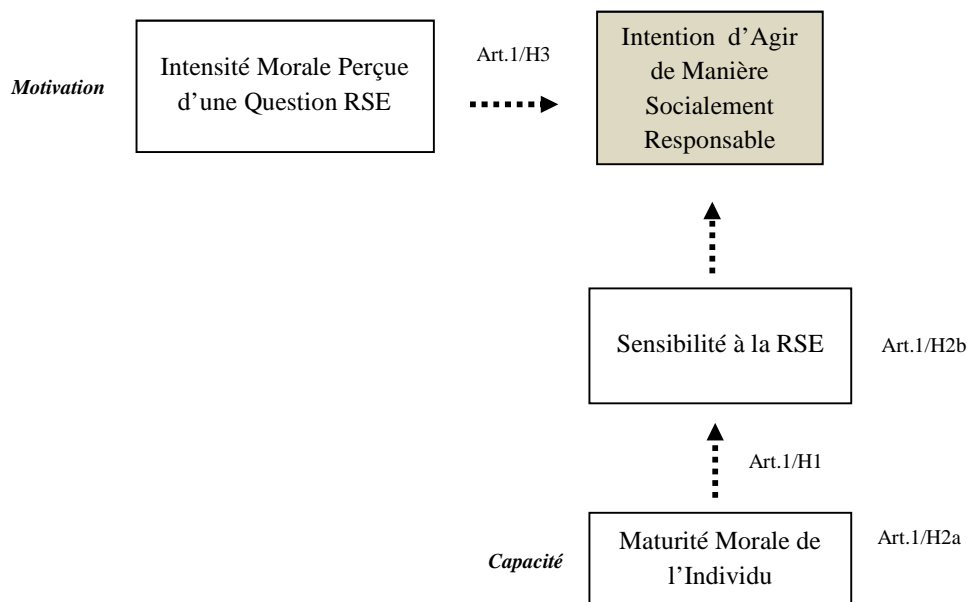 Motivation
Intensité Morale Perçue
d'une Question RSE
Art.1/H3
Intention d'Agir
de Manière
Socialement
Responsable
Sensibilité à la RSE
Art.1/H2b
Art.1/H1
Capacité
Maturité Morale de
l'Individu
Art.1/H2a